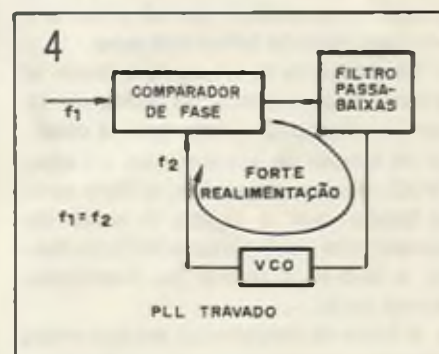 4
COMPARADOR
DE FASE
FILTRO
PASSA-
BAIXAS
f1
f2
FORTE
REALIMENTAÇÃO
f1=f2
VCO
PLL TRAVADO